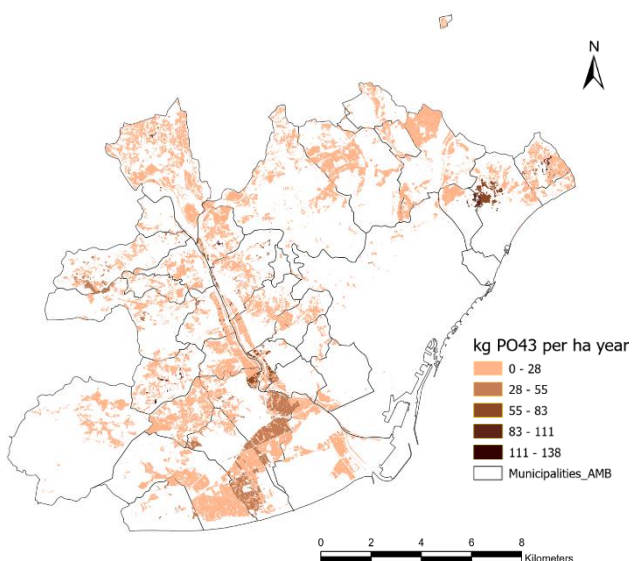 N
kg PO43 per ha year
0 - 28
28 - 55
55 - 83
83 - 111
111 - 138
Municipalities_AMB
0 2 4 6 8
Kilometers